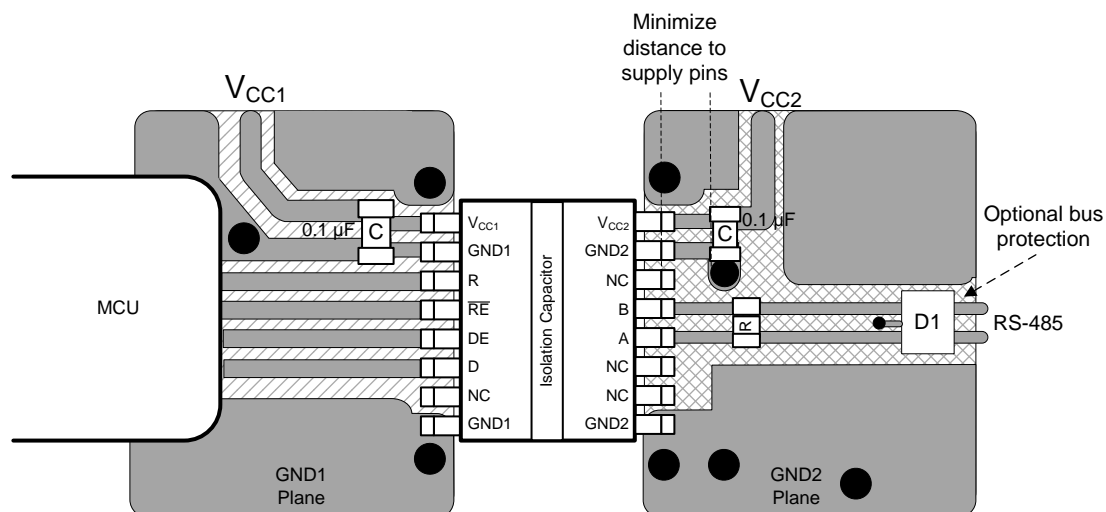 Minimize
distance to
supply pins
VCC1
VCC2
0.1 µF
C
C
0.1 µF
Optional bus
protection
MCU
VCC1
GND1
R
RE
DE
D
NC
GND1
Isolation Capacitor
VCC2
GND2
NC
B
A
NC
NC
GND2
R
D1
RS-485
GND1
Plane
GND2
Plane